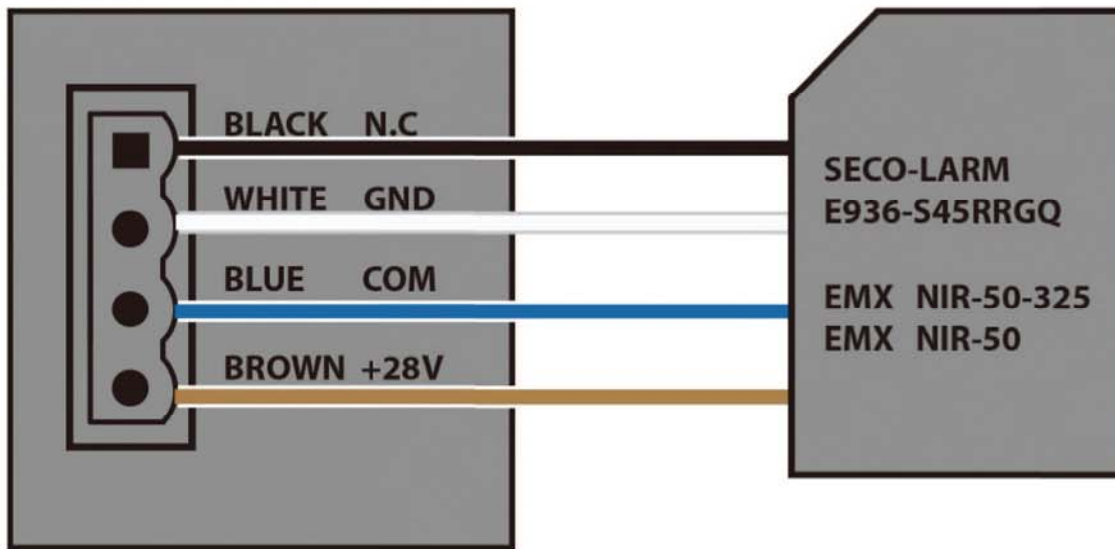 BLACK N.C
WHITE GND
BLUE COM
BROWN +28V
SECO-LARM
E936-S45RRGQ
EMX NIR-50-325
EMX NIR-50